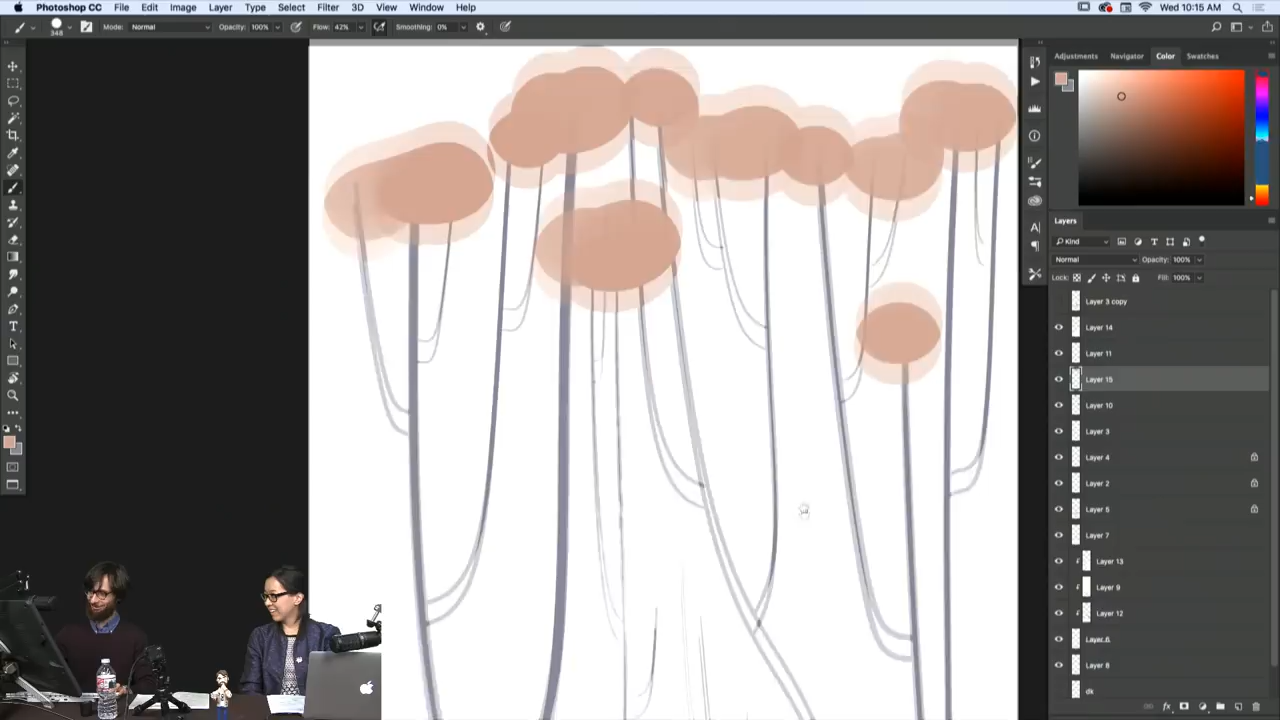 Photoshop CC File Edit Image Layer Type Select Filter 3D View Window Help Wed 10:15 AM
348 Mode: Normal Opacity: 100% Flow: 42% Smoothing: 0%
Adjustments Navigator Color Swatches
Layers
Kind
Normal Opacity: 100%
Lock: Fill: 100%
Layer 3 copy
Layer 14
Layer 11
Layer 15
Layer 10
Layer 3
Layer 4
Layer 2
Layer 5
Layer 7
Layer 13
Layer 9
Layer 12
Layer 6
Layer 8
dk